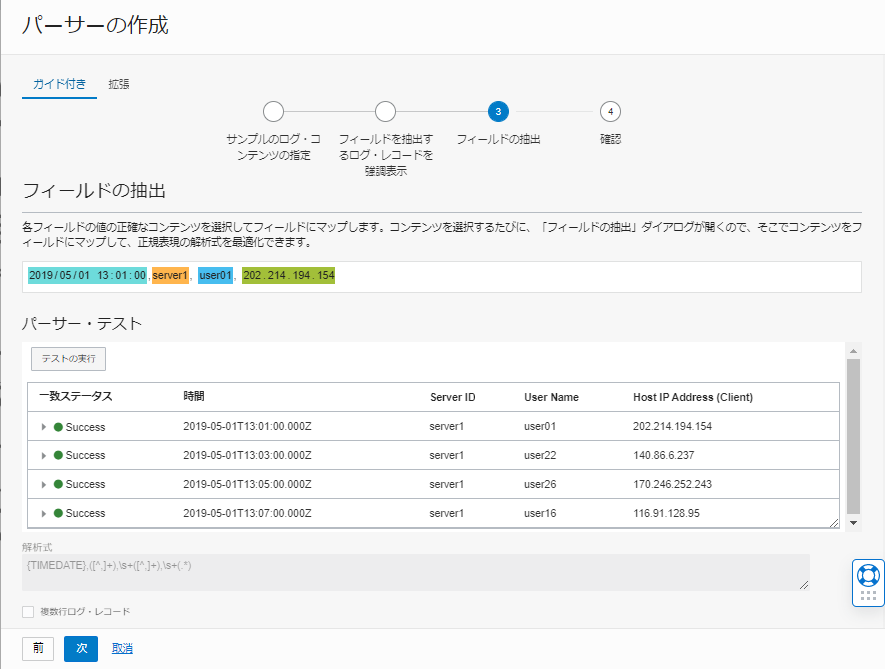 パーサーの作成
ガイド付き 拡張
3 4
サンプルのログ・コ
ンテンツの指定
フィールドを抽出す
るログ・レコードを
強調表示
フィールドの抽出
確認
フィールドの抽出
各フィールドの値の正確なコンテンツを選択してフィールドにマップします。コンテンツを選択するたびに、「フィールドの抽出」ダイアログが開くので、そこでコンテンツをフ
ィールドにマップして、正規表現の解析式を最適化できます。
2019/05/01 13:01:00,server1, user01, 202.214.194.154
パーサー・テスト
テストの実行
一致ステータス 時間 Server ID User Name Host IP Address (Client)
Success 2019-05-01T13:01:00.000Z server1 user01 202.214.194.154
Success 2019-05-01T13:03:00.000Z server1 user22 140.86.6.237
Success 2019-05-01T13:05:00.000Z server1 user26 170.246.252.243
Success 2019-05-01T13:07:00.000Z server1 user16 116.91.128.95
解析式
{TIMEDATE},([^,]+),\s+([^,]+),\s+(.*)
複数行ログ・レコード
前 次 取消